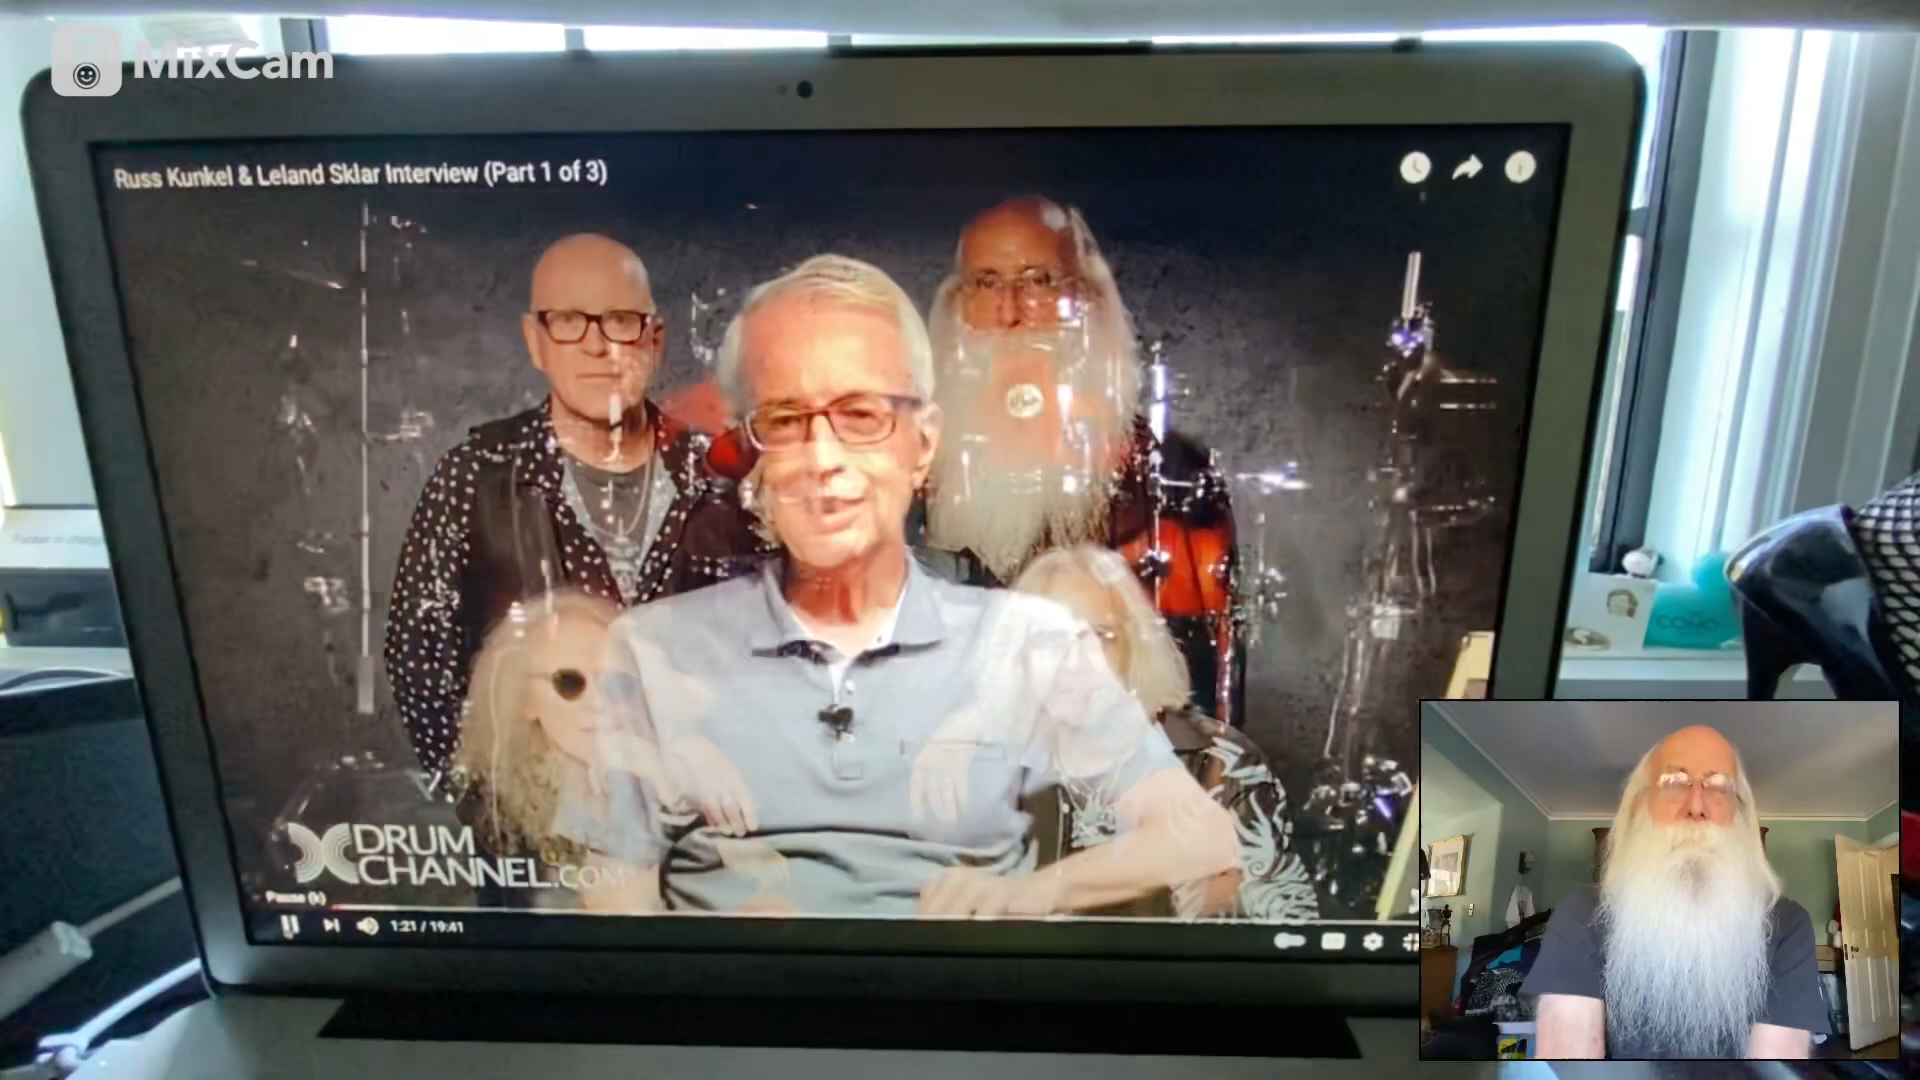 MixCam
Russ Kunkel & Leland Sklar Interview (Part 1 of 3)
DRUM
CHANNEL.COM
Pause (k)
1:21 / 19:41